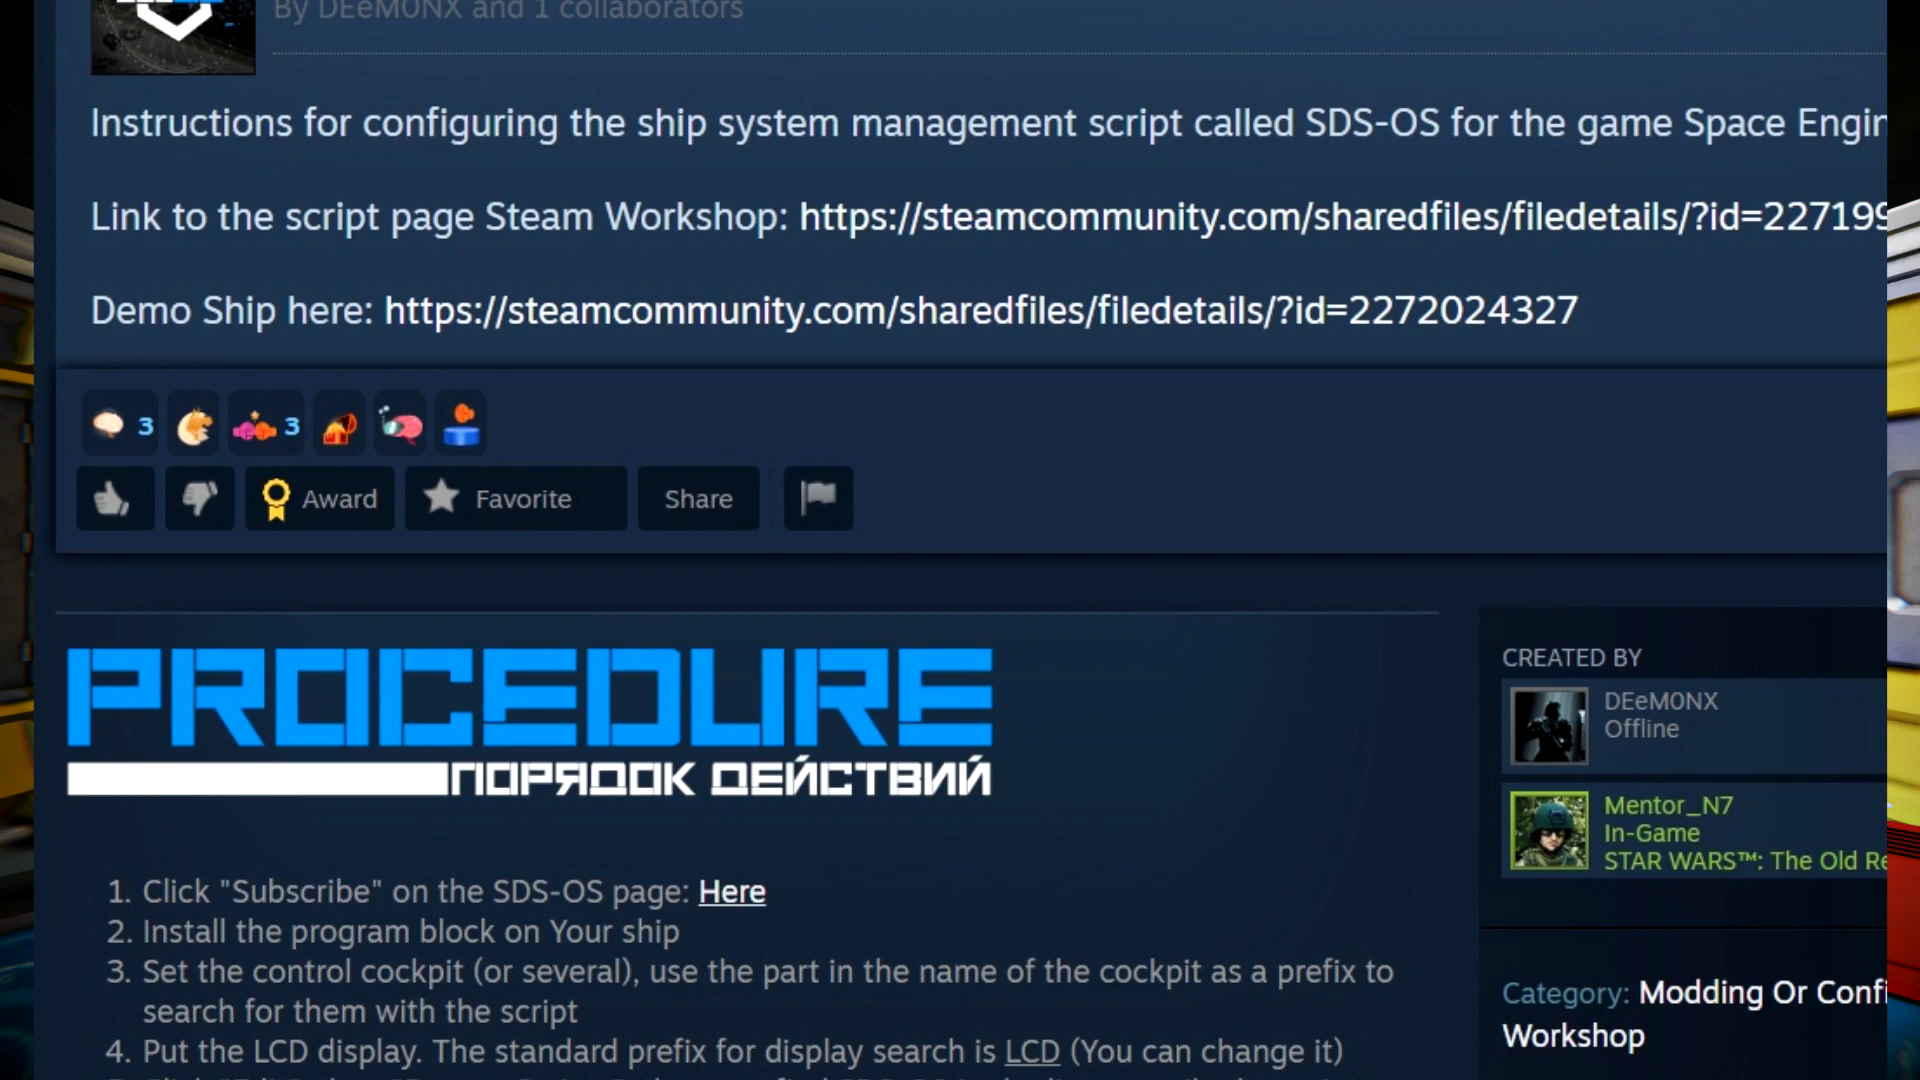 By DEeM0NX and 1 collaborators
Instructions for configuring the ship system management script called SDS-OS for the game Space Engin
Link to the script page Steam Workshop: https://steamcommunity.com/sharedfiles/filedetails/?id=227199
Demo Ship here: https://steamcommunity.com/sharedfiles/filedetails/?id=2272024327
3 3
Award Favorite Share
PROCEDURE
ПОРЯДОК ДЕЙСТВИЙ
1. Click "Subscribe" on the SDS-OS page: Here
2. Install the program block on Your ship
3. Set the control cockpit (or several), use the part in the name of the cockpit as a prefix to
search for them with the script
4. Put the LCD display. The standard prefix for display search is LCD (You can change it)
CREATED BY
DEeM0NX
Offline
Mentor_N7
In-Game
STAR WARS™: The Old Re
Category: Modding Or Confi
Workshop